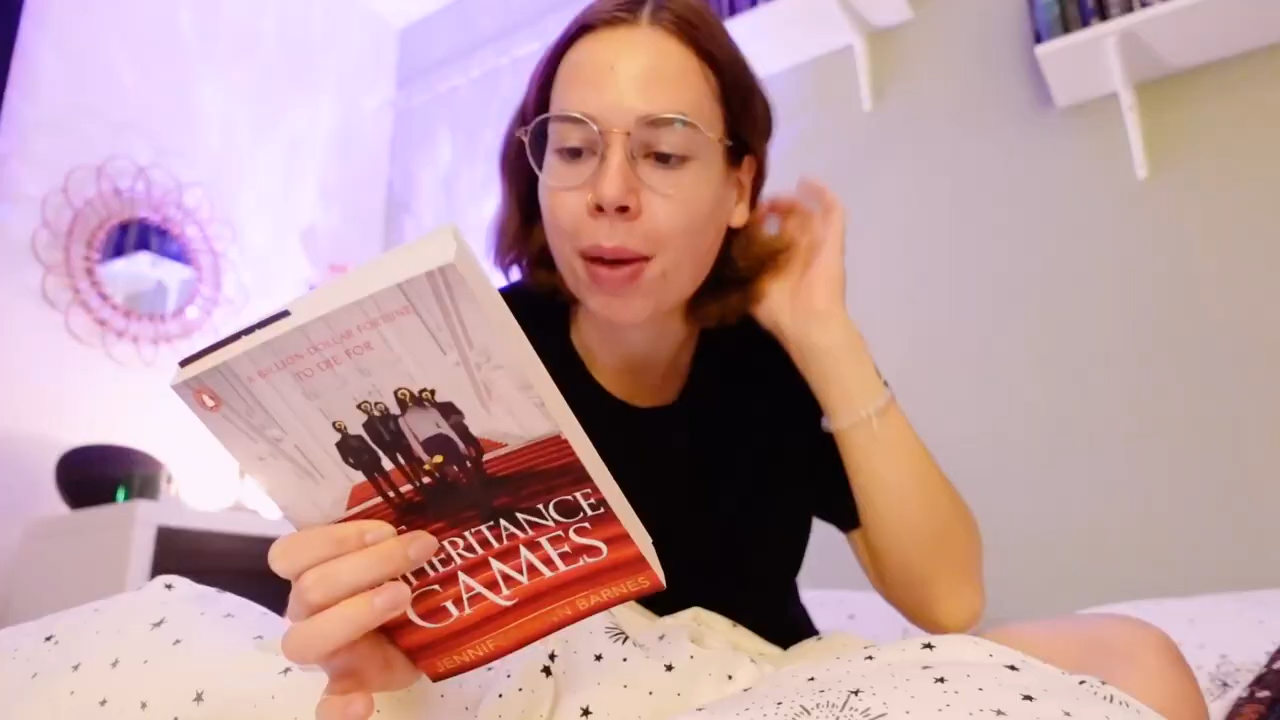 A BILLION-DOLLAR FORTUNE
TO DIE FOR
HERITANCE
GAMES
JENNIF N BARNES